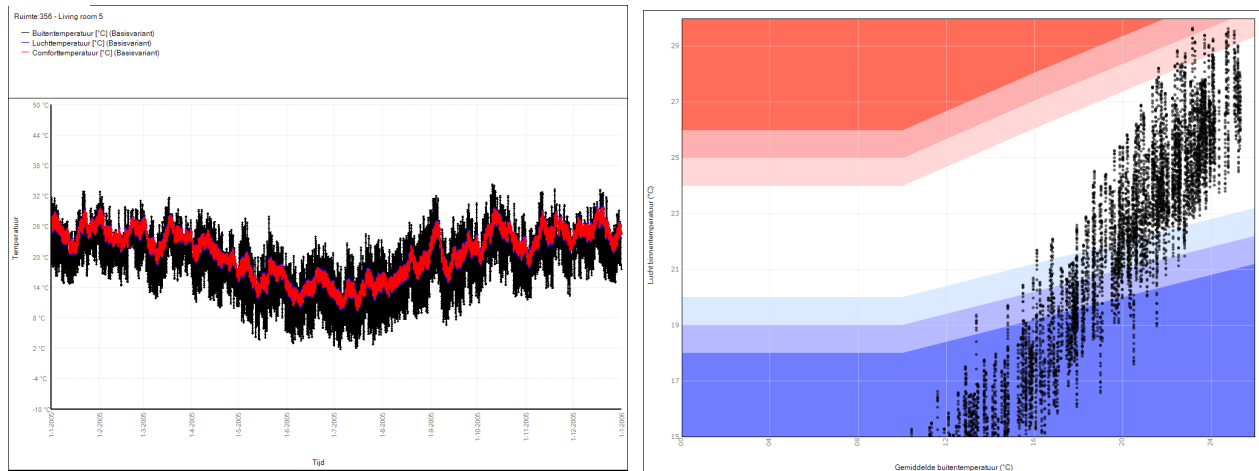 Ruimte:356 - Living room 5
Buitentemperatuur [°C] (Basisvariant)
Luchttemperatuur [°C] (Basisvariant)
Comforttemperatuur [°C] (Basisvariant)
50 °C
44 °C
38 °C
32 °C
26 °C
20 °C
14 °C
8 °C
2 °C
-4 °C
-10 °C
Temperatuur
1-1-2005
1-2-2005
1-3-2005
1-4-2005
1-5-2005
1-6-2005
1-7-2005
1-8-2005
1-9-2005
1-10-2005
1-11-2005
1-12-2005
1-1-2006
Tijd
29
27
25
23
21
19
17
15
Lucht binnentemperatuur (°C)
00
04
08
12
16
20
24
Gemiddelde buitentemperatuur (°C)